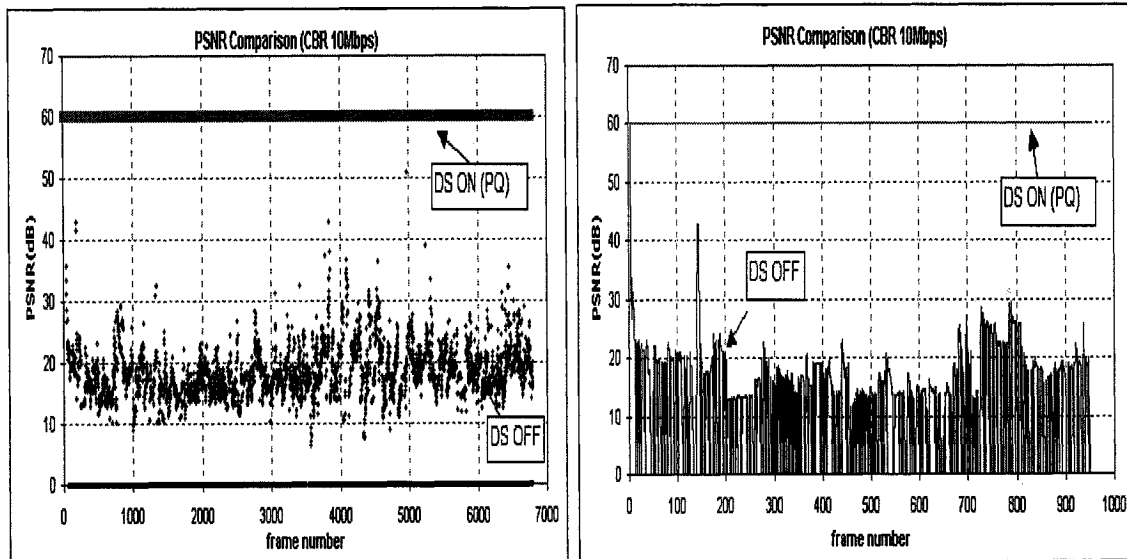 PSNR Comparison (CBR 10Mbps)
70
60
50
40
30
20
10
0
PSNR(dB)
DS ON (PQ)
DS OFF
0 1000 2000 3000 4000 5000 6000 7000
frame number
PSNR Comparison (CBR 10Mbps)
70
60
50
40
30
20
10
0
PSNR(dB)
DS ON (PQ)
DS OFF
0 100 200 300 400 500 600 700 800 900 1000
frame number